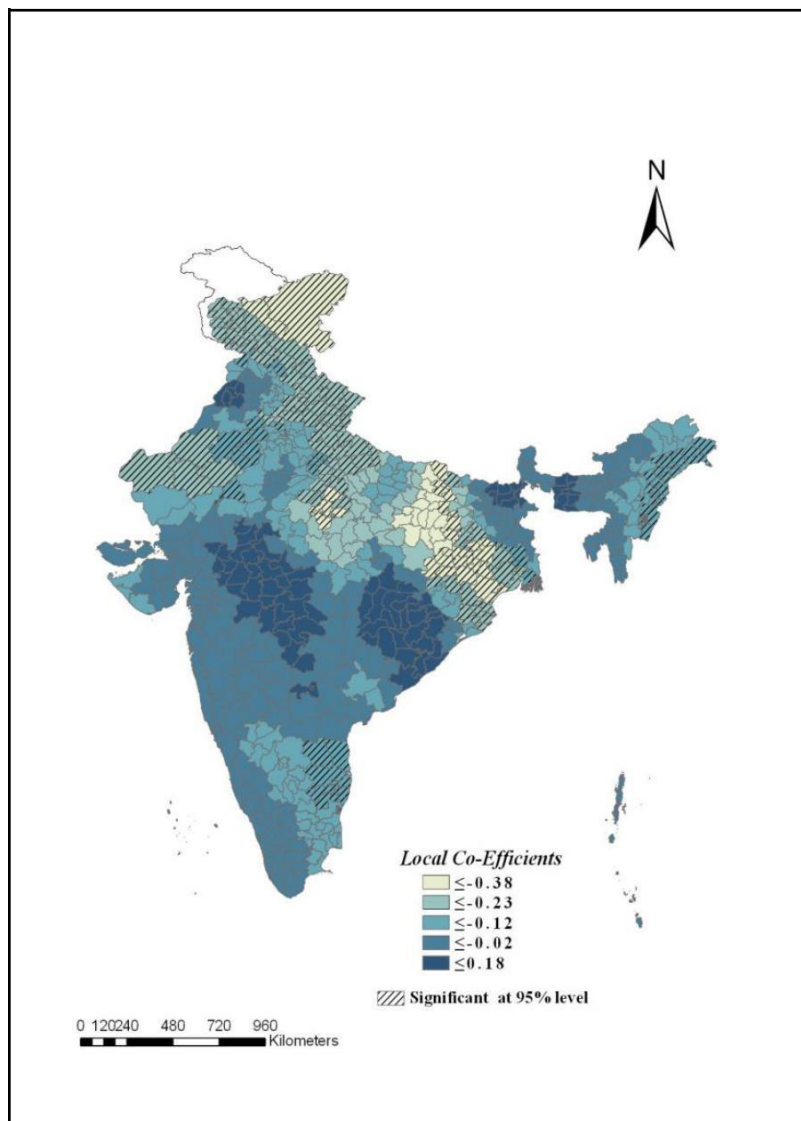 N
Local Co-Efficients
≤-0.38
≤-0.23
≤-0.12
≤-0.02
≤0.18
Significant at 95% level
0 120240 480 720 960
Kilometers